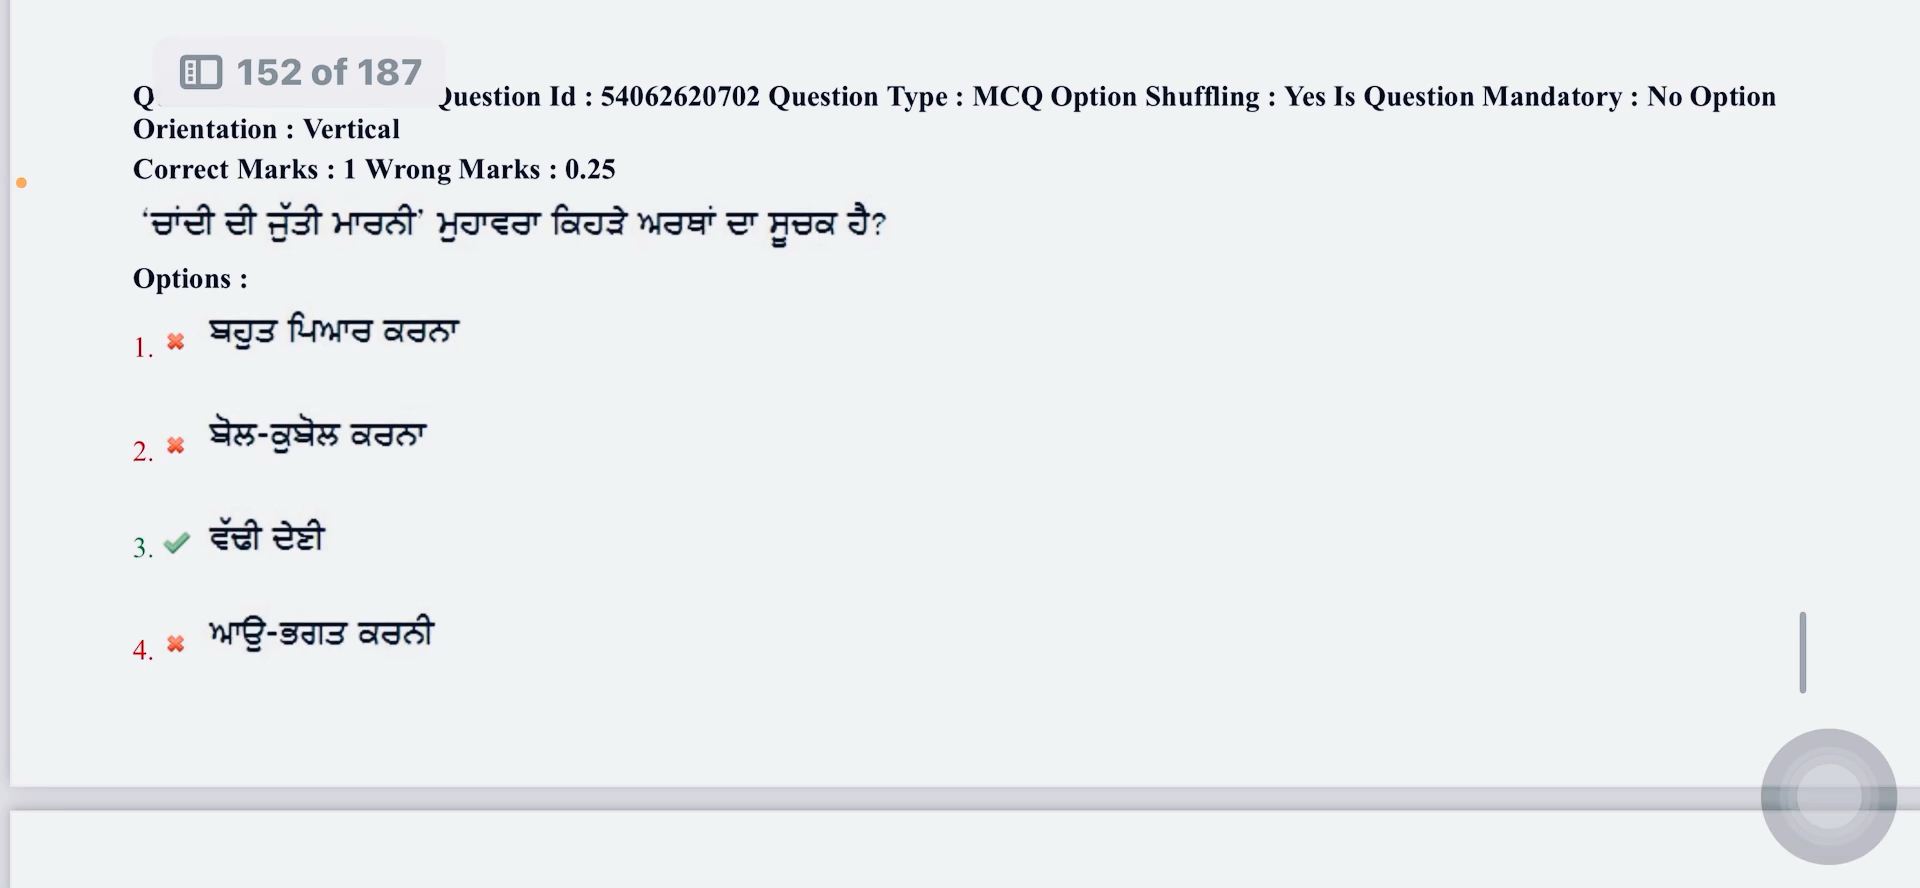 152 of 187
Question Id : 54062620702 Question Type : MCQ Option Shuffling : Yes Is Question Mandatory : No Option
Orientation : Vertical
Correct Marks : 1 Wrong Marks : 0.25
‘ਚਾਂਦੀ ਦੀ ਜੁੱਤੀ ਮਾਰਨੀ’ ਮੁਹਾਵਰਾ ਕਿਹੜੇ ਅਰਥਾਂ ਦਾ ਸੂਚਕ ਹੈ?
Options :
1. ਬਹੁਤ ਪਿਆਰ ਕਰਨਾ
2. ਬੋਲ-ਕੁਬੋਲ ਕਰਨਾ
3. ਵੱਢੀ ਦੇਣੀ
4. ਆਉ-ਭਗਤ ਕਰਨੀ